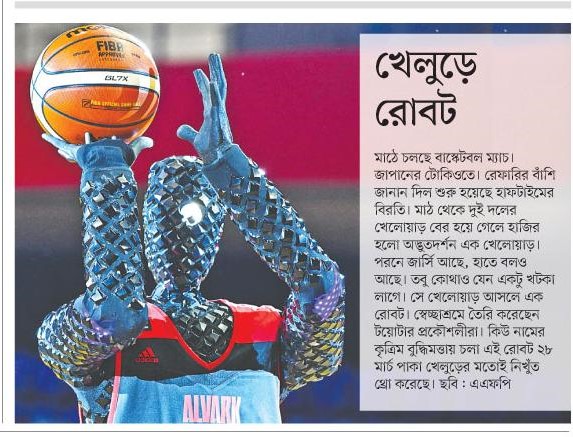 molten
FIBA
APPROVED
GL7X
FIBA OFFICIAL GAME BALL
adidas
ALVARK
খেলুড়ে
রোবট
মাঠে চলছে বাস্কেটবল ম্যাচ।
জাপানের টোকিওতে। রেফারির বাঁশি
জানান দিল শুরু হয়েছে হাফটাইমের
বিরতি। মাঠ থেকে দুই দলের
খেলোয়াড় বের হয়ে গেলে হাজির
হলো অদ্ভুতদর্শন এক খেলোয়াড়।
পরনে জার্সি আছে, হাতে বলও
আছে। তবু কোথাও যেন একটু খটকা
লাগে। সে খেলোয়াড় আসলে এক
রোবট। স্বেচ্ছাশ্রমে তৈরি করেছেন
টয়োটার প্রকৌশলীরা। কিউ নামের
কৃত্রিম বুদ্ধিমত্তায় চলা এই রোবট ২৮
মার্চ পাকা খেলুড়ের মতোই নিখুঁত
থ্রো করেছে। ছবি : এএফপি